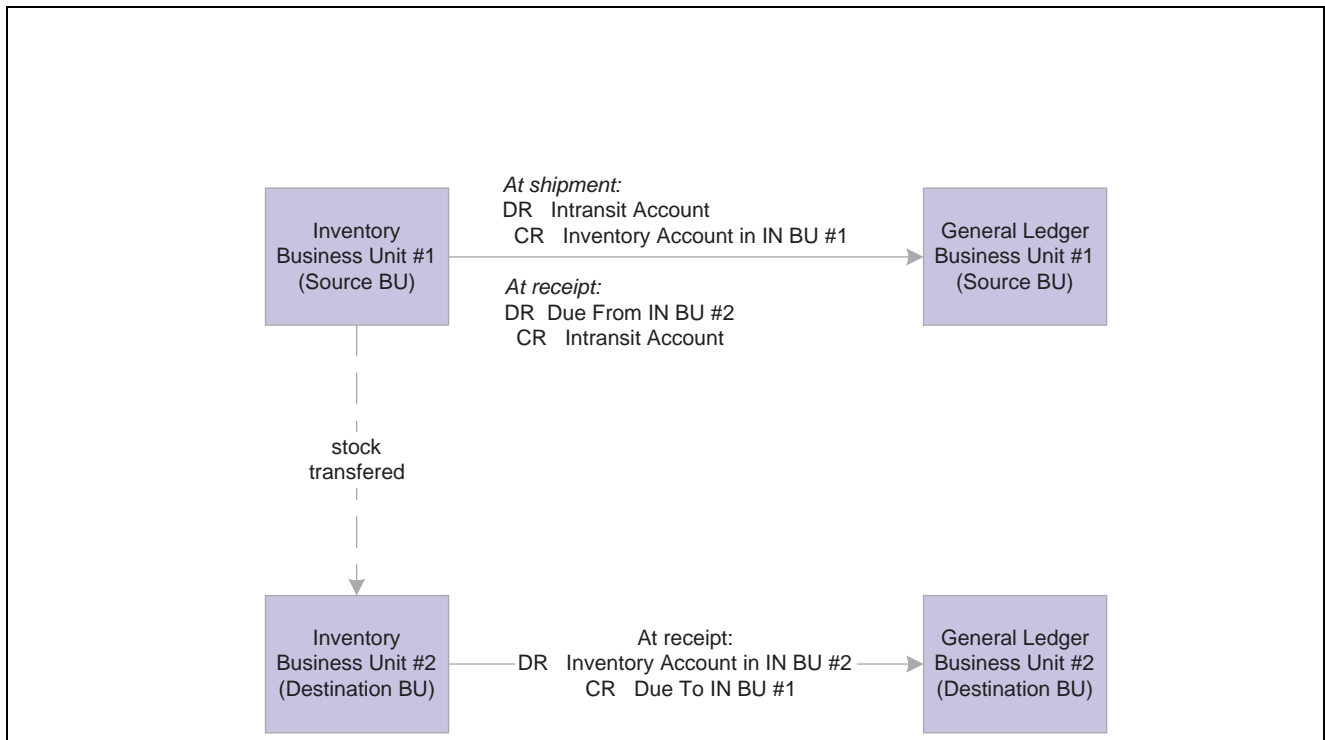 At shipment:
DR Intransit Account
CR Inventory Account in IN BU #1
Inventory
Business Unit #1
(Source BU)
General Ledger
Business Unit #1
(Source BU)
At receipt:
DR Due From IN BU #2
CR Intransit Account
stock
transfered
Inventory
Business Unit #2
(Destination BU)
At receipt:
DR Inventory Account in IN BU #2
CR Due To IN BU #1
General Ledger
Business Unit #2
(Destination BU)